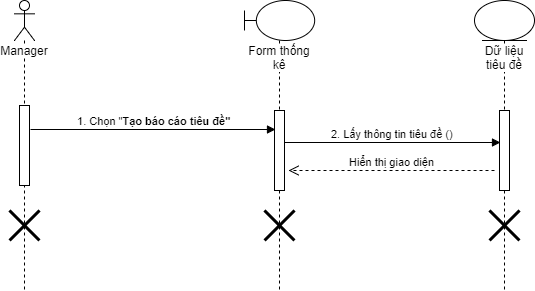 Manager
Form thống
kê
Dữ liệu
tiêu đề
1. Chọn "Tạo báo cáo tiêu đề"
2. Lấy thông tin tiêu đề ()
Hiển thị giao diện